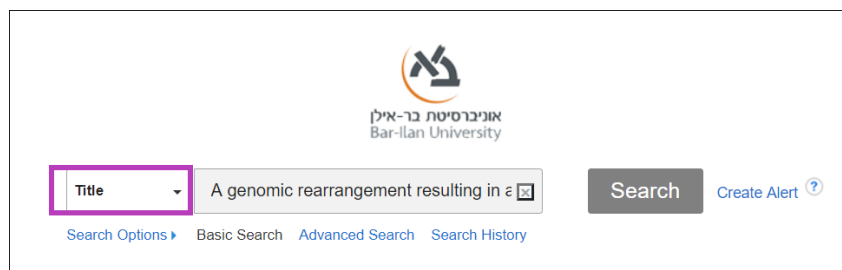 בא
אוניברסיטת בר-אילן
Bar-Ilan University
Title A genomic rearrangement resulting in a Search Create Alert ?
Search Options Basic Search Advanced Search Search History